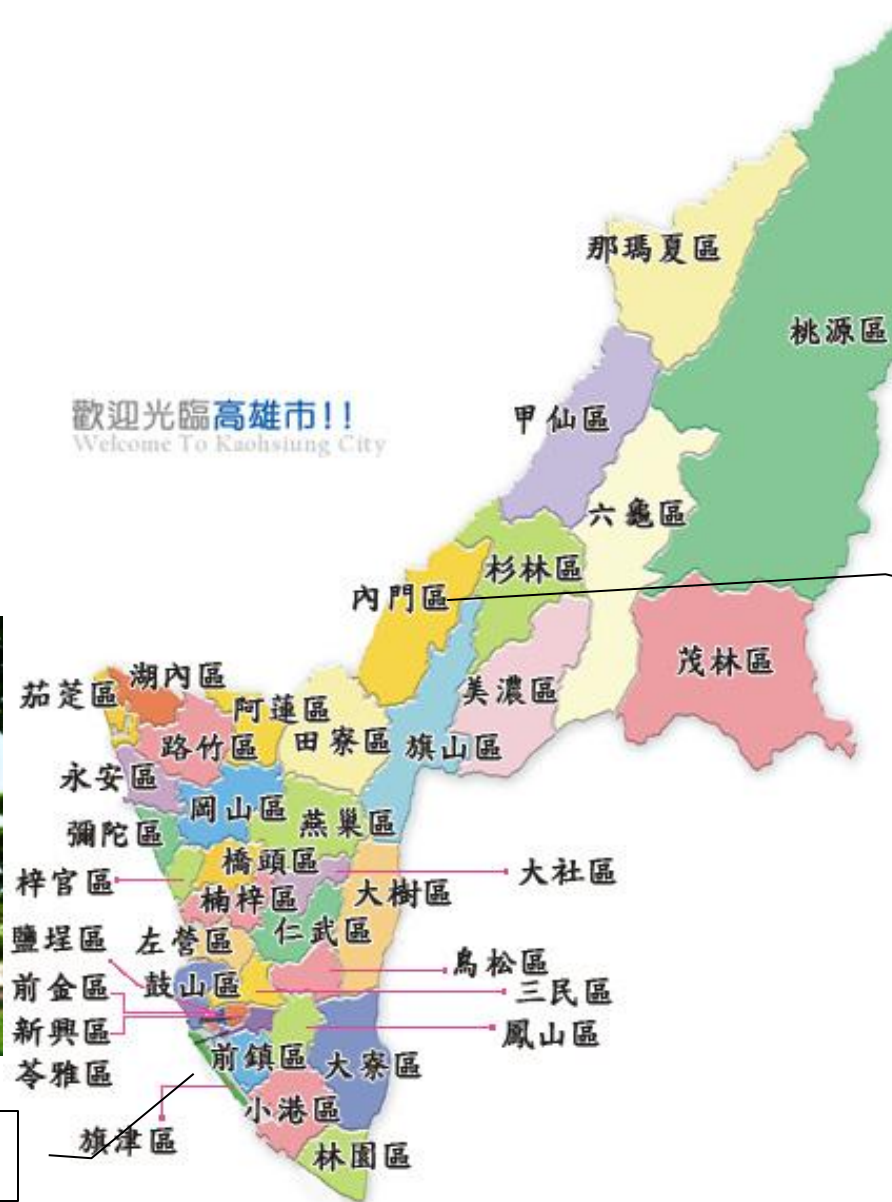 那瑪夏區
桃源區
歡迎光臨高雄市!!
Welcome To Kaohsiung City
甲仙區
六龜區
杉林區
內門區
茂林區
湖內區
茄萣區
美濃區
阿蓮區
路竹區
田寮區
旗山區
永安區
岡山區
燕巢區
彌陀區
橋頭區
大社區
梓官區
楠梓區
大樹區
仁武區
鹽埕區
左營區
鳥松區
前金區
鼓山區
三民區
新興區
鳳山區
苓雅區
前鎮區
大寮區
小港區
旗津區
林園區